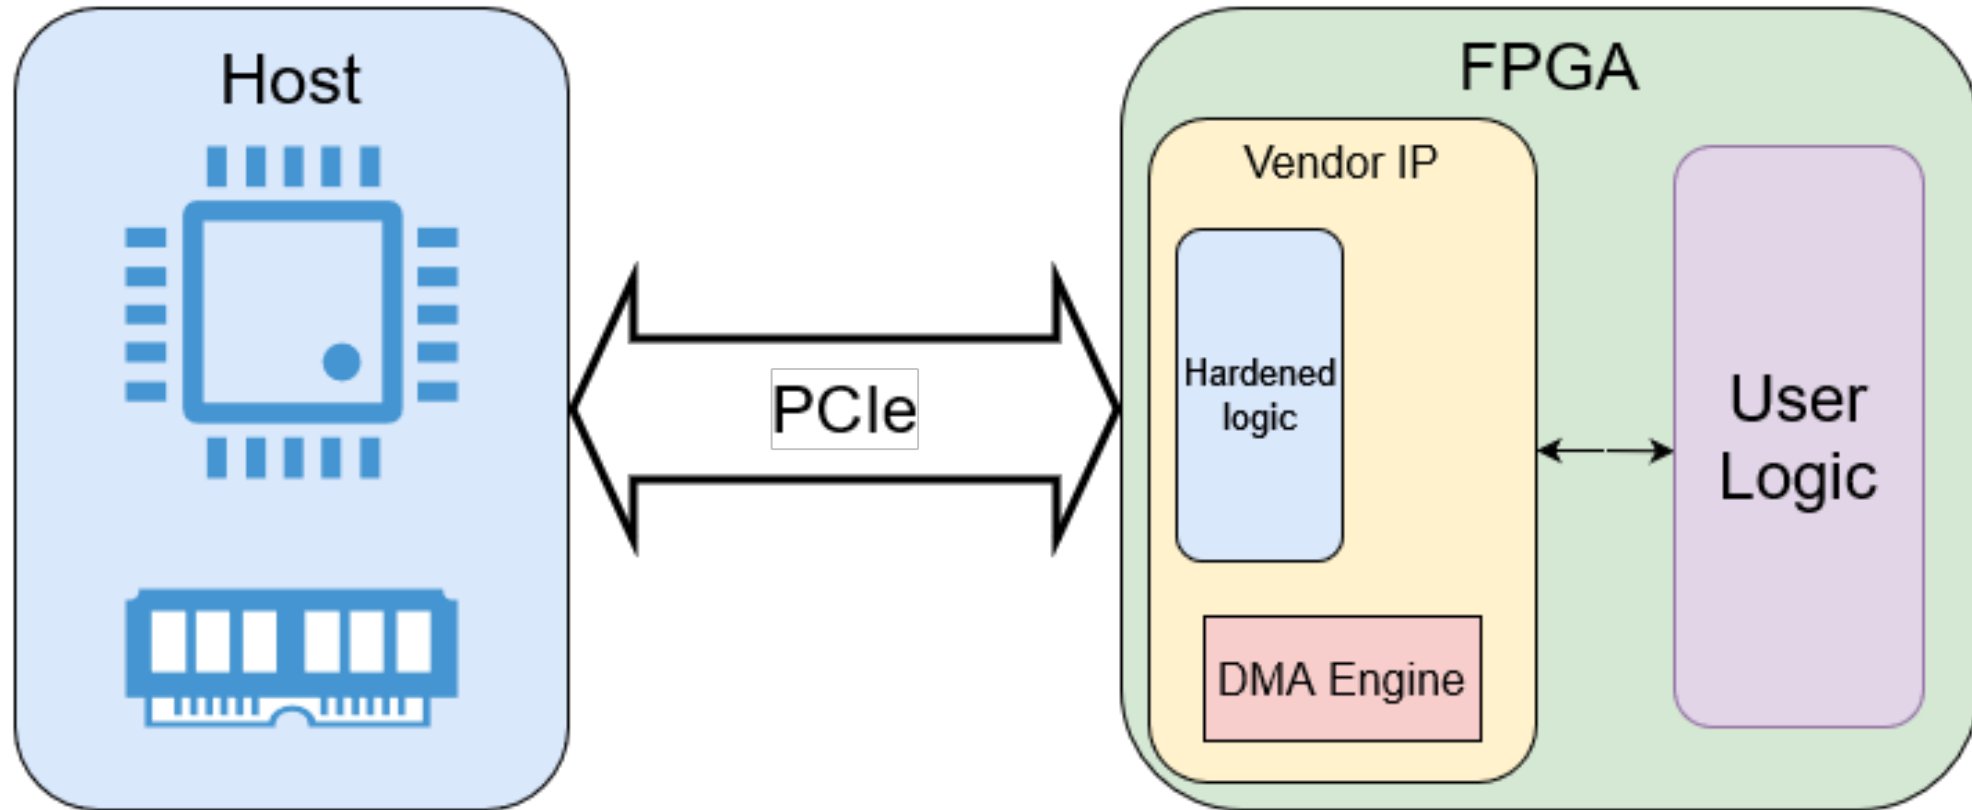 Host
PCIe
FPGA
Vendor IP
Hardened
logic
DMA Engine
User
Logic